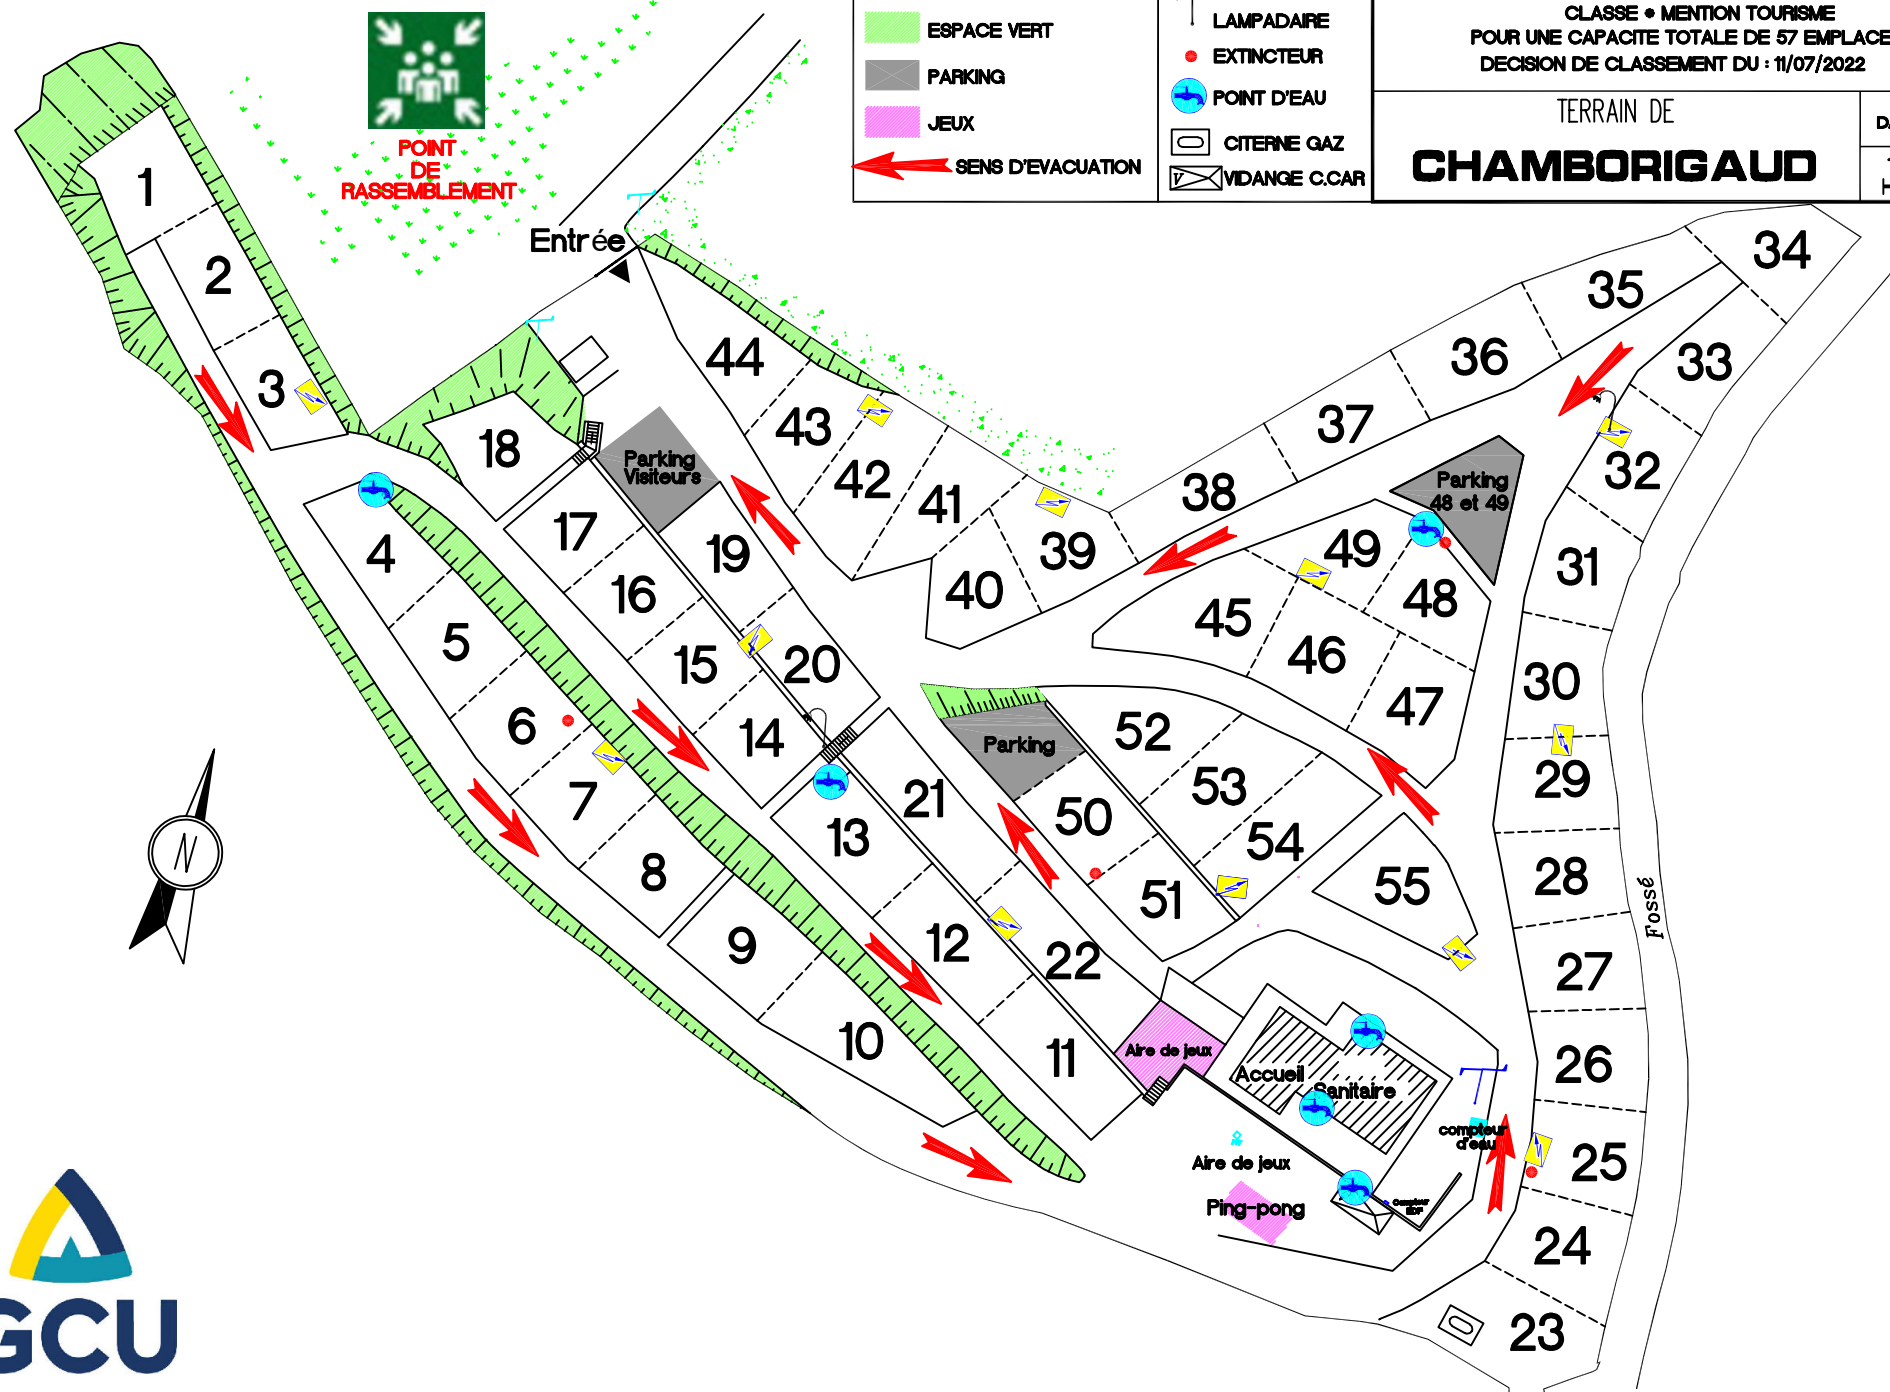 ESPACE VERT
PARKING
JEUX
SENS D'EVACUATION
LAMPADAIRE
EXTINCTEUR
POINT D'EAU
CITERNE GAZ
V
VIDANGE C.CAR
CLASSE • MENTION TOURISME
POUR UNE CAPACITE TOTALE DE 57 EMPLACE
DECISION DE CLASSEMENT DU : 11/07/2022
TERRAIN DE
CHAMBORIGAUD
POINT
DE
RASSEMBLEMENT
Entrée
1
2
3
4
5
6
7
8
9
10
11
12
13
14
15
16
17
18
Parking
Visiteurs
19
20
21
22
44
43
42
41
40
39
38
37
36
35
34
33
32
31
30
29
28
27
26
25
24
23
Parking
48 et 49
49
48
45
46
47
Parking
52
53
54
50
51
55
Fossé
Aire de jeux
Accueil
Sanitaire
compteur
d'eau
Aire de jeux
Ping-pong
Compteur
EDF
N
GCU